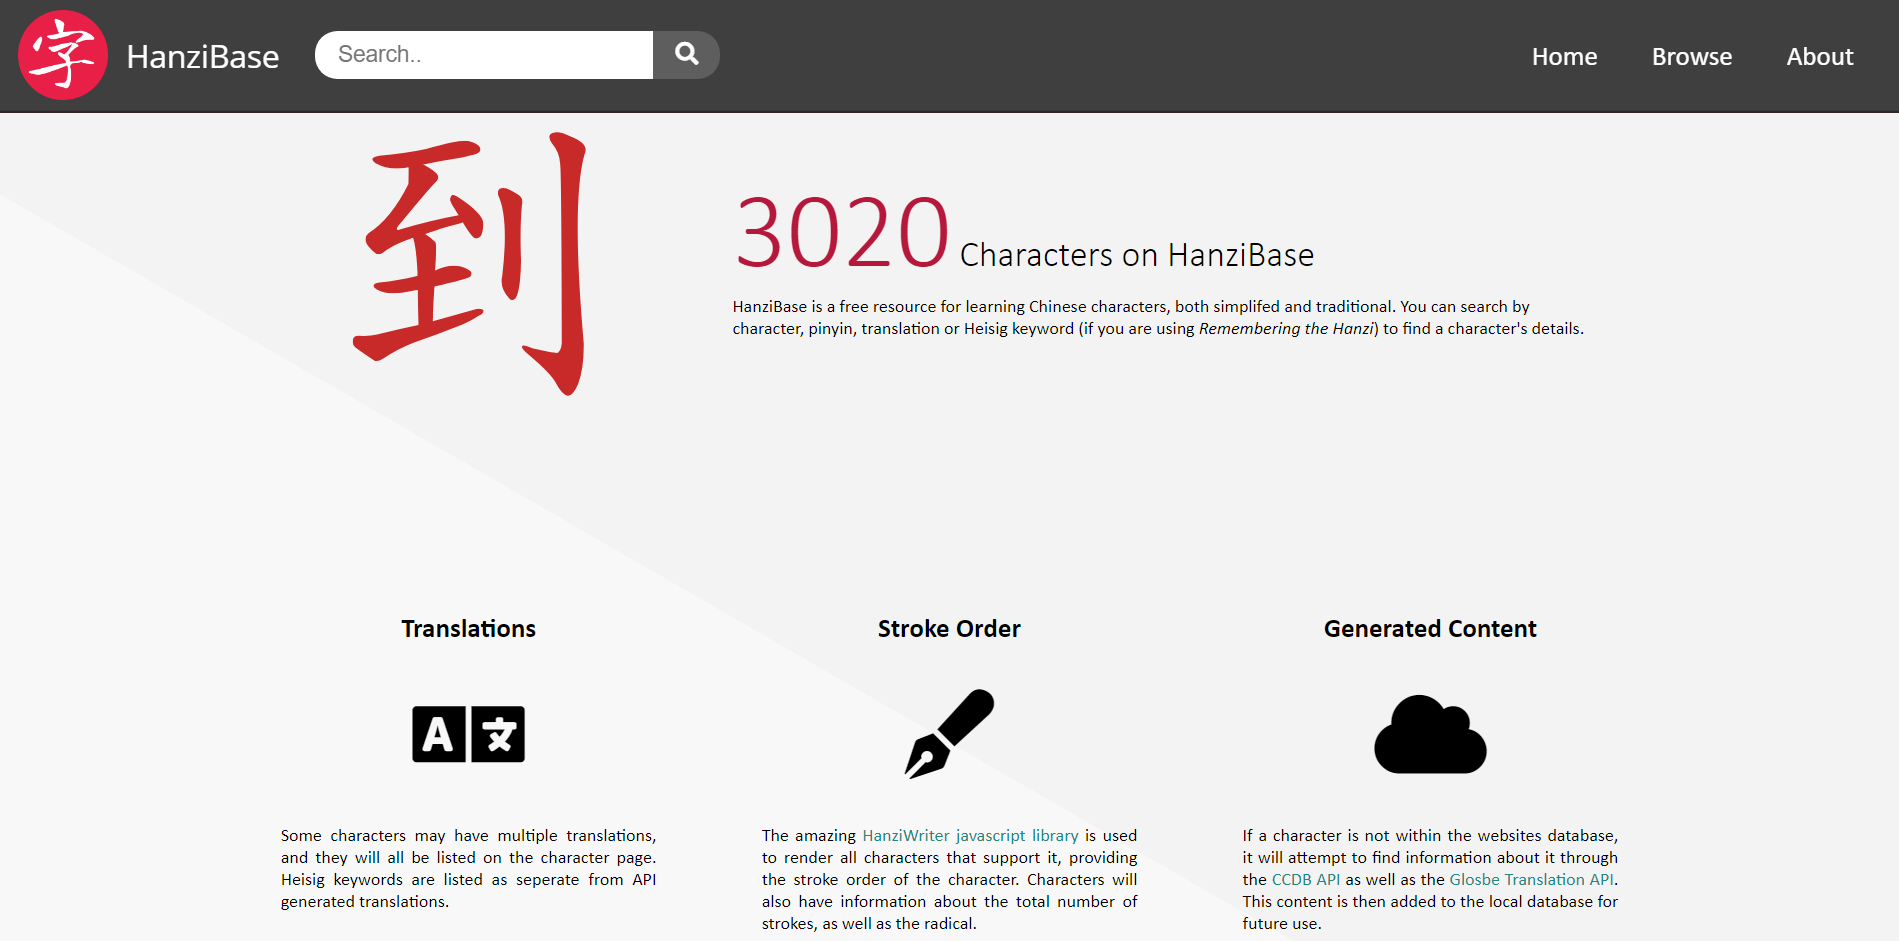 字 HanziBase Search.. Home Browse About
到
3020 Characters on HanziBase
HanziBase is a free resource for learning Chinese characters, both simplifed and traditional. You can search by
character, pinyin, translation or Heisig keyword (if you are using Remembering the Hanzi) to find a character's details.
Translations
A 文
Some characters may have multiple translations,
and they will all be listed on the character page.
Heisig keywords are listed as seperate from API
generated translations.
Stroke Order
The amazing HanziWriter javascript library is used
to render all characters that support it, providing
the stroke order of the character. Characters will
also have information about the total number of
strokes, as well as the radical.
Generated Content
If a character is not within the websites database,
it will attempt to find information about it through
the CCDB API as well as the Glosbe Translation API.
This content is then added to the local database for
future use.